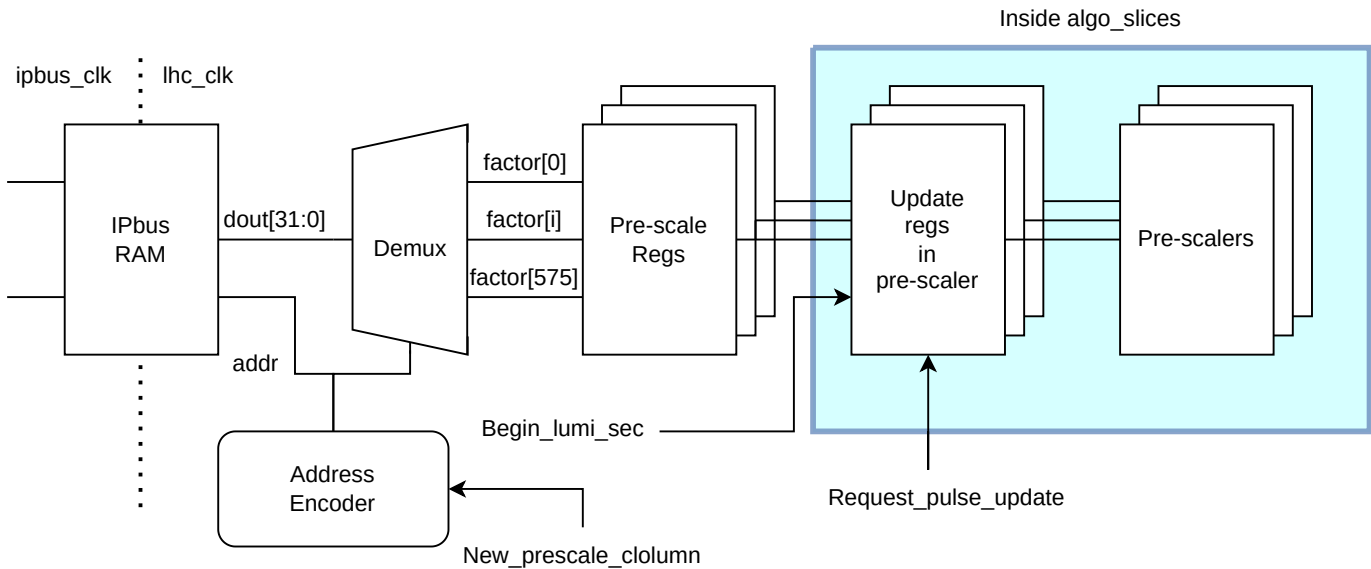 Inside algo_slices
ipbus_clk
lhc_clk
IPbus
RAM
dout[31:0]
addr
Demux
factor[0]
factor[i]
factor[575]
Pre-scale
Regs
Update
regs
in
pre-scaler
Pre-scalers
Begin_lumi_sec
Address
Encoder
Request_pulse_update
New_prescale_clolumn